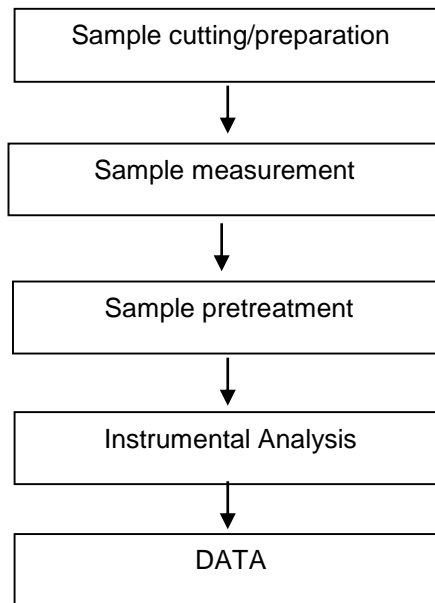 Sample cutting/preparation
Sample measurement
Sample pretreatment
Instrumental Analysis
DATA